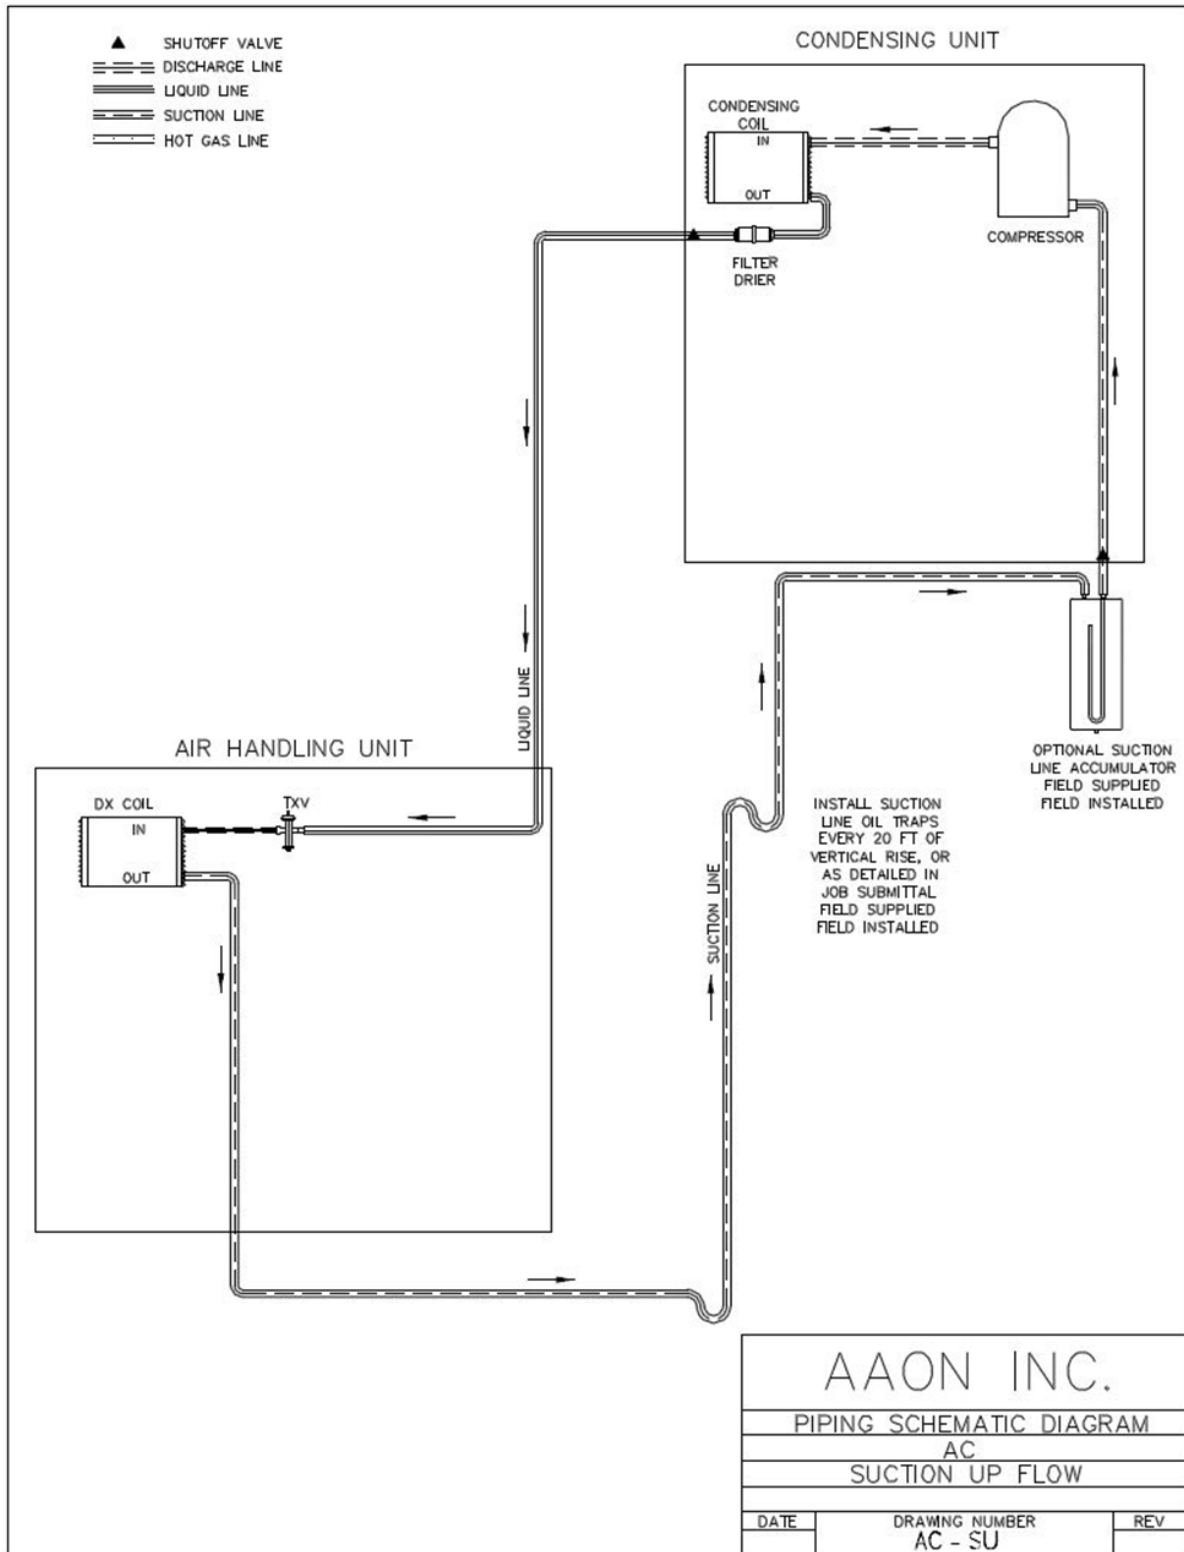 SHUTOFF VALVE
DISCHARGE LINE
LIQUID LINE
SUCTION LINE
HOT GAS LINE
CONDENSING UNIT
CONDENSING
COIL
IN
OUT
COMPRESSOR
FILTER
DRIER
LIQUID LINE
AIR HANDLING UNIT
DX COIL
IN
OUT
TXV
OPTIONAL SUCTION
LINE ACCUMULATOR
FIELD SUPPLIED
FIELD INSTALLED
INSTALL SUCTION
LINE OIL TRAPS
EVERY 20 FT OF
VERTICAL RISE, OR
AS DETAILED IN
JOB SUBMITTAL
FIELD SUPPLIED
FIELD INSTALLED
SUCTION LINE
AAON INC.
PIPING SCHEMATIC DIAGRAM
AC
SUCTION UP FLOW
DATE
DRAWING NUMBER
REV
AC - SU